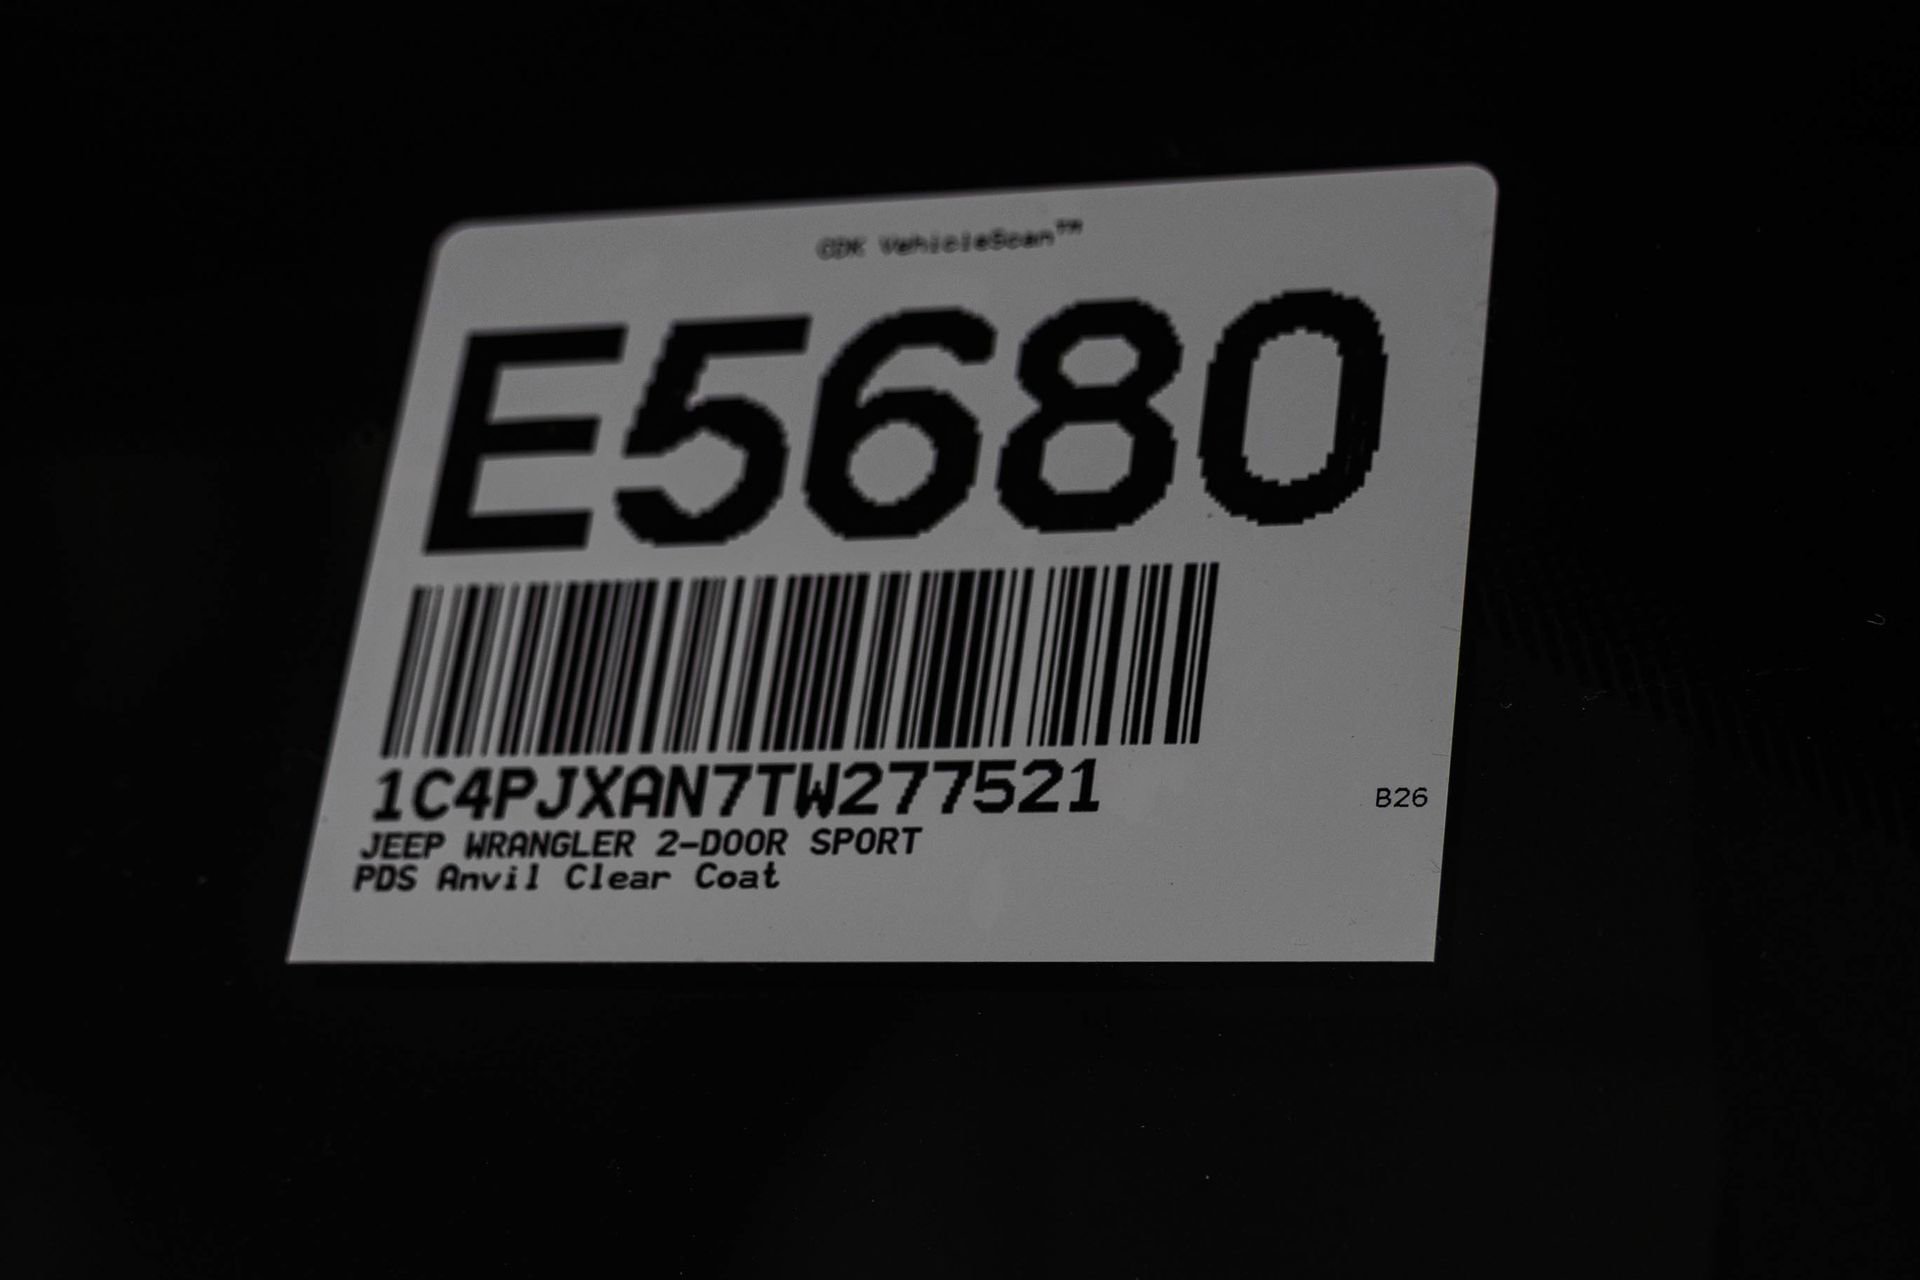 CDK VehicleScan™
E5680
1C4PJXAN7TW277521
B26
JEEP WRANGLER 2-DOOR SPORT
PDS Anvil Clear Coat